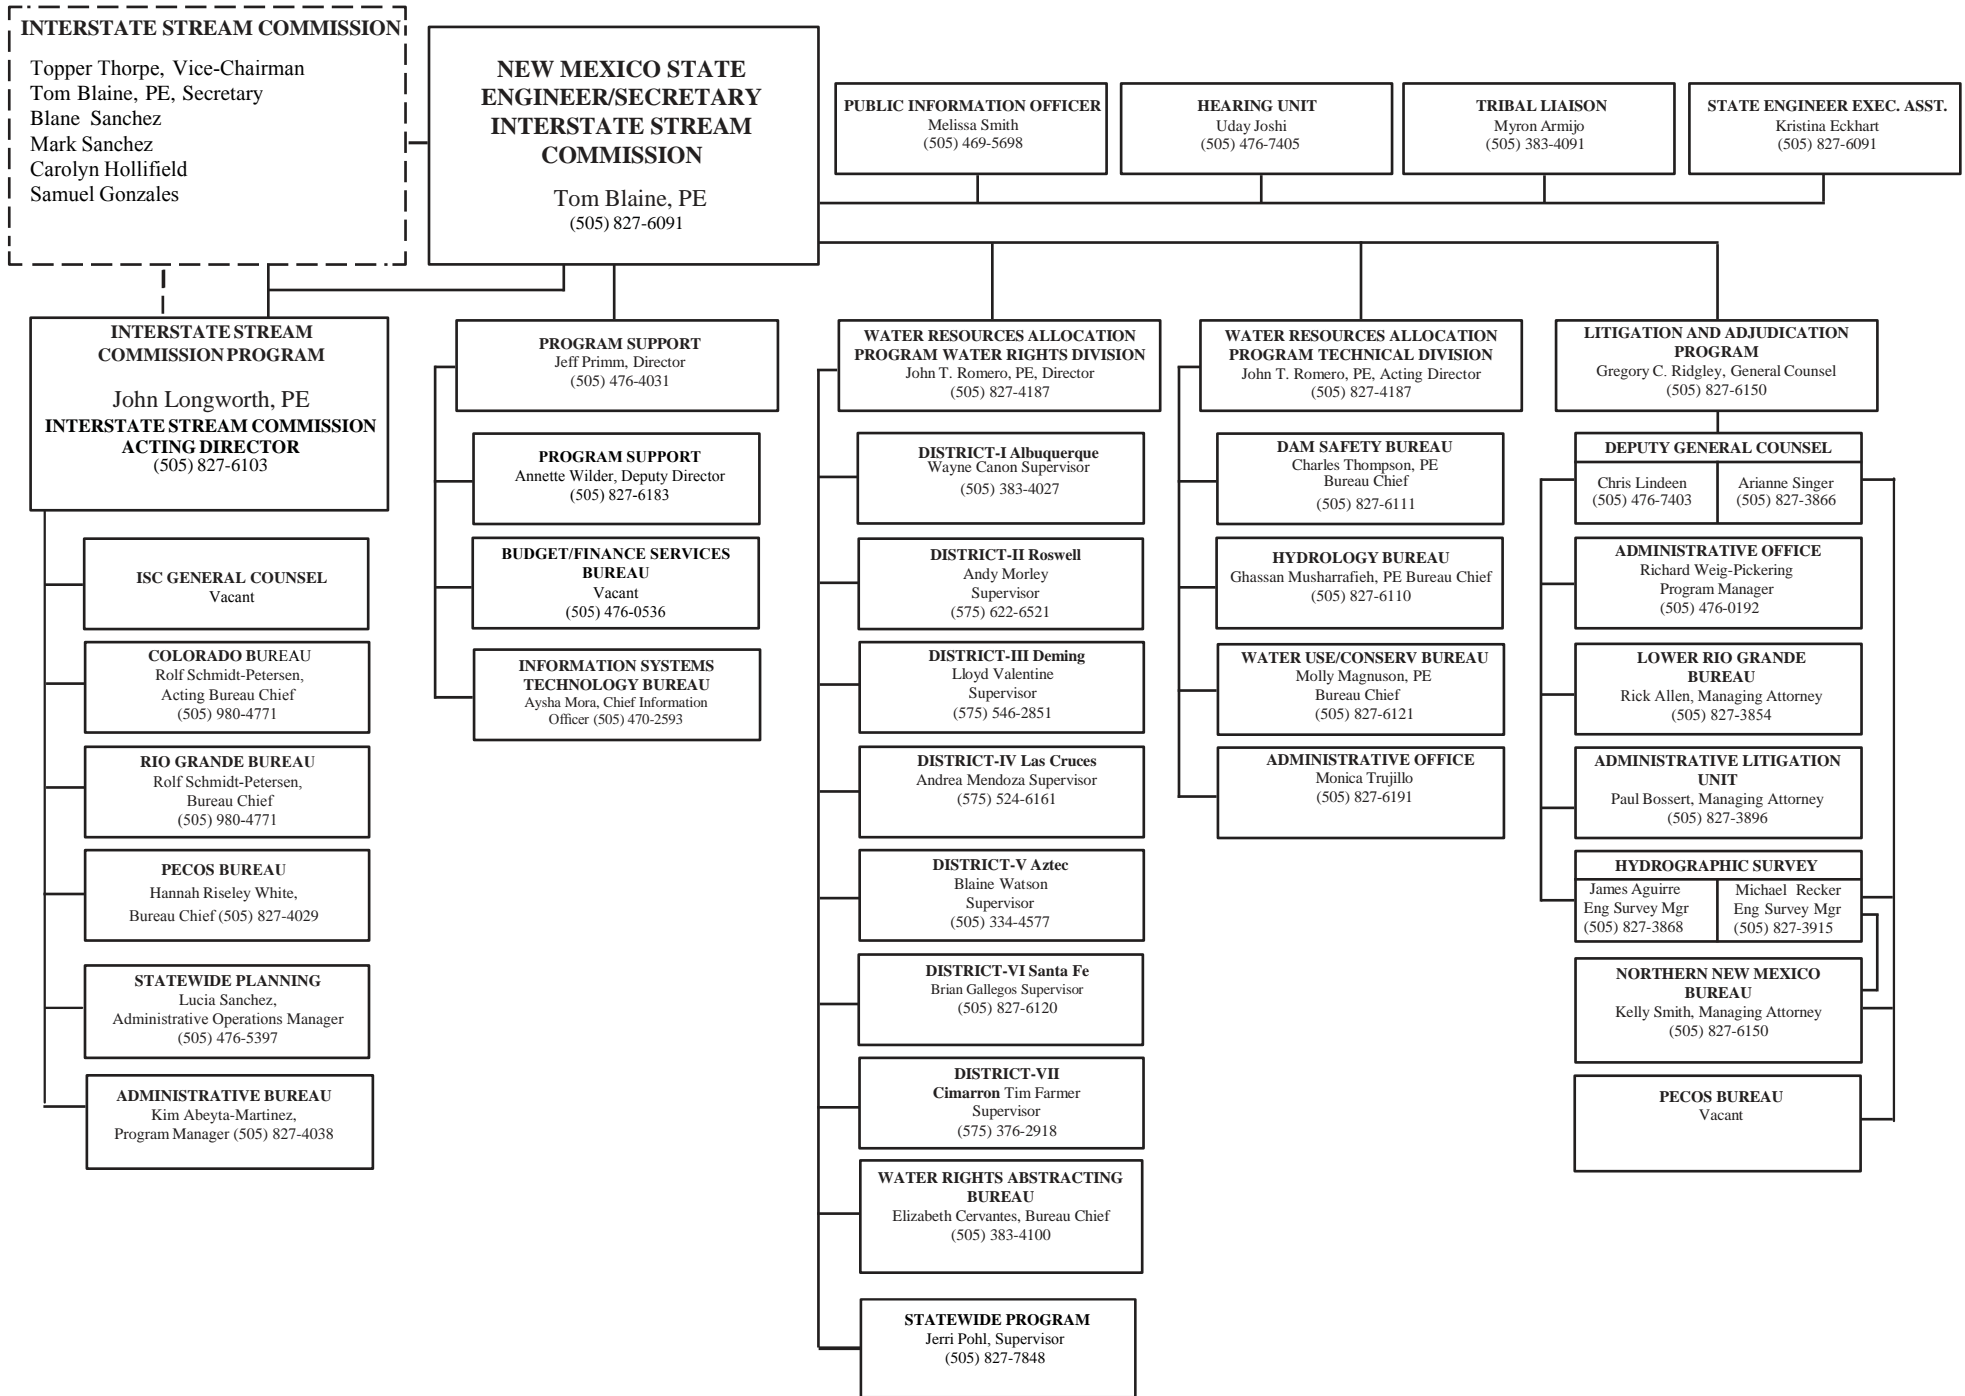 INTERSTATE STREAM COMMISSION
Topper Thorpe, Vice-Chairman
Tom Blaine, PE, Secretary
Blane Sanchez
Mark Sanchez
Carolyn Hollifield
Samuel Gonzales
NEW MEXICO STATE
ENGINEER/SECRETARY
INTERSTATE STREAM
COMMISSION
Tom Blaine, PE
(505) 827-6091
PUBLIC INFORMATION OFFICER
Melissa Smith
(505) 469-5698
HEARING UNIT
Uday Joshi
(505) 476-7405
TRIBAL LIAISON
Myron Armijo
(505) 383-4091
STATE ENGINEER EXEC. ASST.
Kristina Eckhart
(505) 827-6091
INTERSTATE STREAM
COMMISSION PROGRAM
John Longworth, PE
INTERSTATE STREAM COMMISSION
ACTING DIRECTOR
(505) 827-6103
ISC GENERAL COUNSEL
Vacant
COLORADO BUREAU
Rolf Schmidt-Petersen,
Acting Bureau Chief
(505) 980-4771
RIO GRANDE BUREAU
Rolf Schmidt-Petersen,
Bureau Chief
(505) 980-4771
PECOS BUREAU
Hannah Riseley White,
Bureau Chief (505) 827-4029
STATEWIDE PLANNING
Lucia Sanchez,
Administrative Operations Manager
(505) 476-5397
ADMINISTRATIVE BUREAU
Kim Abeyta-Martinez,
Program Manager (505) 827-4038
PROGRAM SUPPORT
Jeff Primm, Director
(505) 476-4031
PROGRAM SUPPORT
Annette Wilder, Deputy Director
(505) 827-6183
BUDGET/FINANCE SERVICES
BUREAU
Vacant
(505) 476-0536
INFORMATION SYSTEMS
TECHNOLOGY BUREAU
Aysha Mora, Chief Information
Officer (505) 470-2593
WATER RESOURCES ALLOCATION
PROGRAM WATER RIGHTS DIVISION
John T. Romero, PE, Director
(505) 827-4187
DISTRICT-I Albuquerque
Wayne Canon Supervisor
(505) 383-4027
DISTRICT-II Roswell
Andy Morley
Supervisor
(575) 622-6521
DISTRICT-III Deming
Lloyd Valentine
Supervisor
(575) 546-2851
DISTRICT-IV Las Cruces
Andrea Mendoza Supervisor
(575) 524-6161
DISTRICT-V Aztec
Blaine Watson
Supervisor
(505) 334-4577
DISTRICT-VI Santa Fe
Brian Gallegos Supervisor
(505) 827-6120
DISTRICT-VII
Cimarron Tim Farmer
Supervisor
(575) 376-2918
WATER RIGHTS ABSTRACTING
BUREAU
Elizabeth Cervantes, Bureau Chief
(505) 383-4100
STATEWIDE PROGRAM
Jerri Pohl, Supervisor
(505) 827-7848
WATER RESOURCES ALLOCATION
PROGRAM TECHNICAL DIVISION
John T. Romero, PE, Acting Director
(505) 827-4187
DAM SAFETY BUREAU
Charles Thompson, PE
Bureau Chief
(505) 827-6111
HYDROLOGY BUREAU
Ghassan Musharrafieh, PE Bureau Chief
(505) 827-6110
WATER USE/CONSERV BUREAU
Molly Magnuson, PE
Bureau Chief
(505) 827-6121
ADMINISTRATIVE OFFICE
Monica Trujillo
(505) 827-6191
LITIGATION AND ADJUDICATION
PROGRAM
Gregory C. Ridgley, General Counsel
(505) 827-6150
DEPUTY GENERAL COUNSEL
Chris Lindeen
(505) 476-7403
Arianne Singer
(505) 827-3866
ADMINISTRATIVE OFFICE
Richard Weig-Pickering
Program Manager
(505) 476-0192
LOWER RIO GRANDE
BUREAU
Rick Allen, Managing Attorney
(505) 827-3854
ADMINISTRATIVE LITIGATION
UNIT
Paul Bossert, Managing Attorney
(505) 827-3896
HYDROGRAPHIC SURVEY
James Aguirre
Eng Survey Mgr
(505) 827-3868
Michael Recker
Eng Survey Mgr
(505) 827-3915
NORTHERN NEW MEXICO
BUREAU
Kelly Smith, Managing Attorney
(505) 827-6150
PECOS BUREAU
Vacant